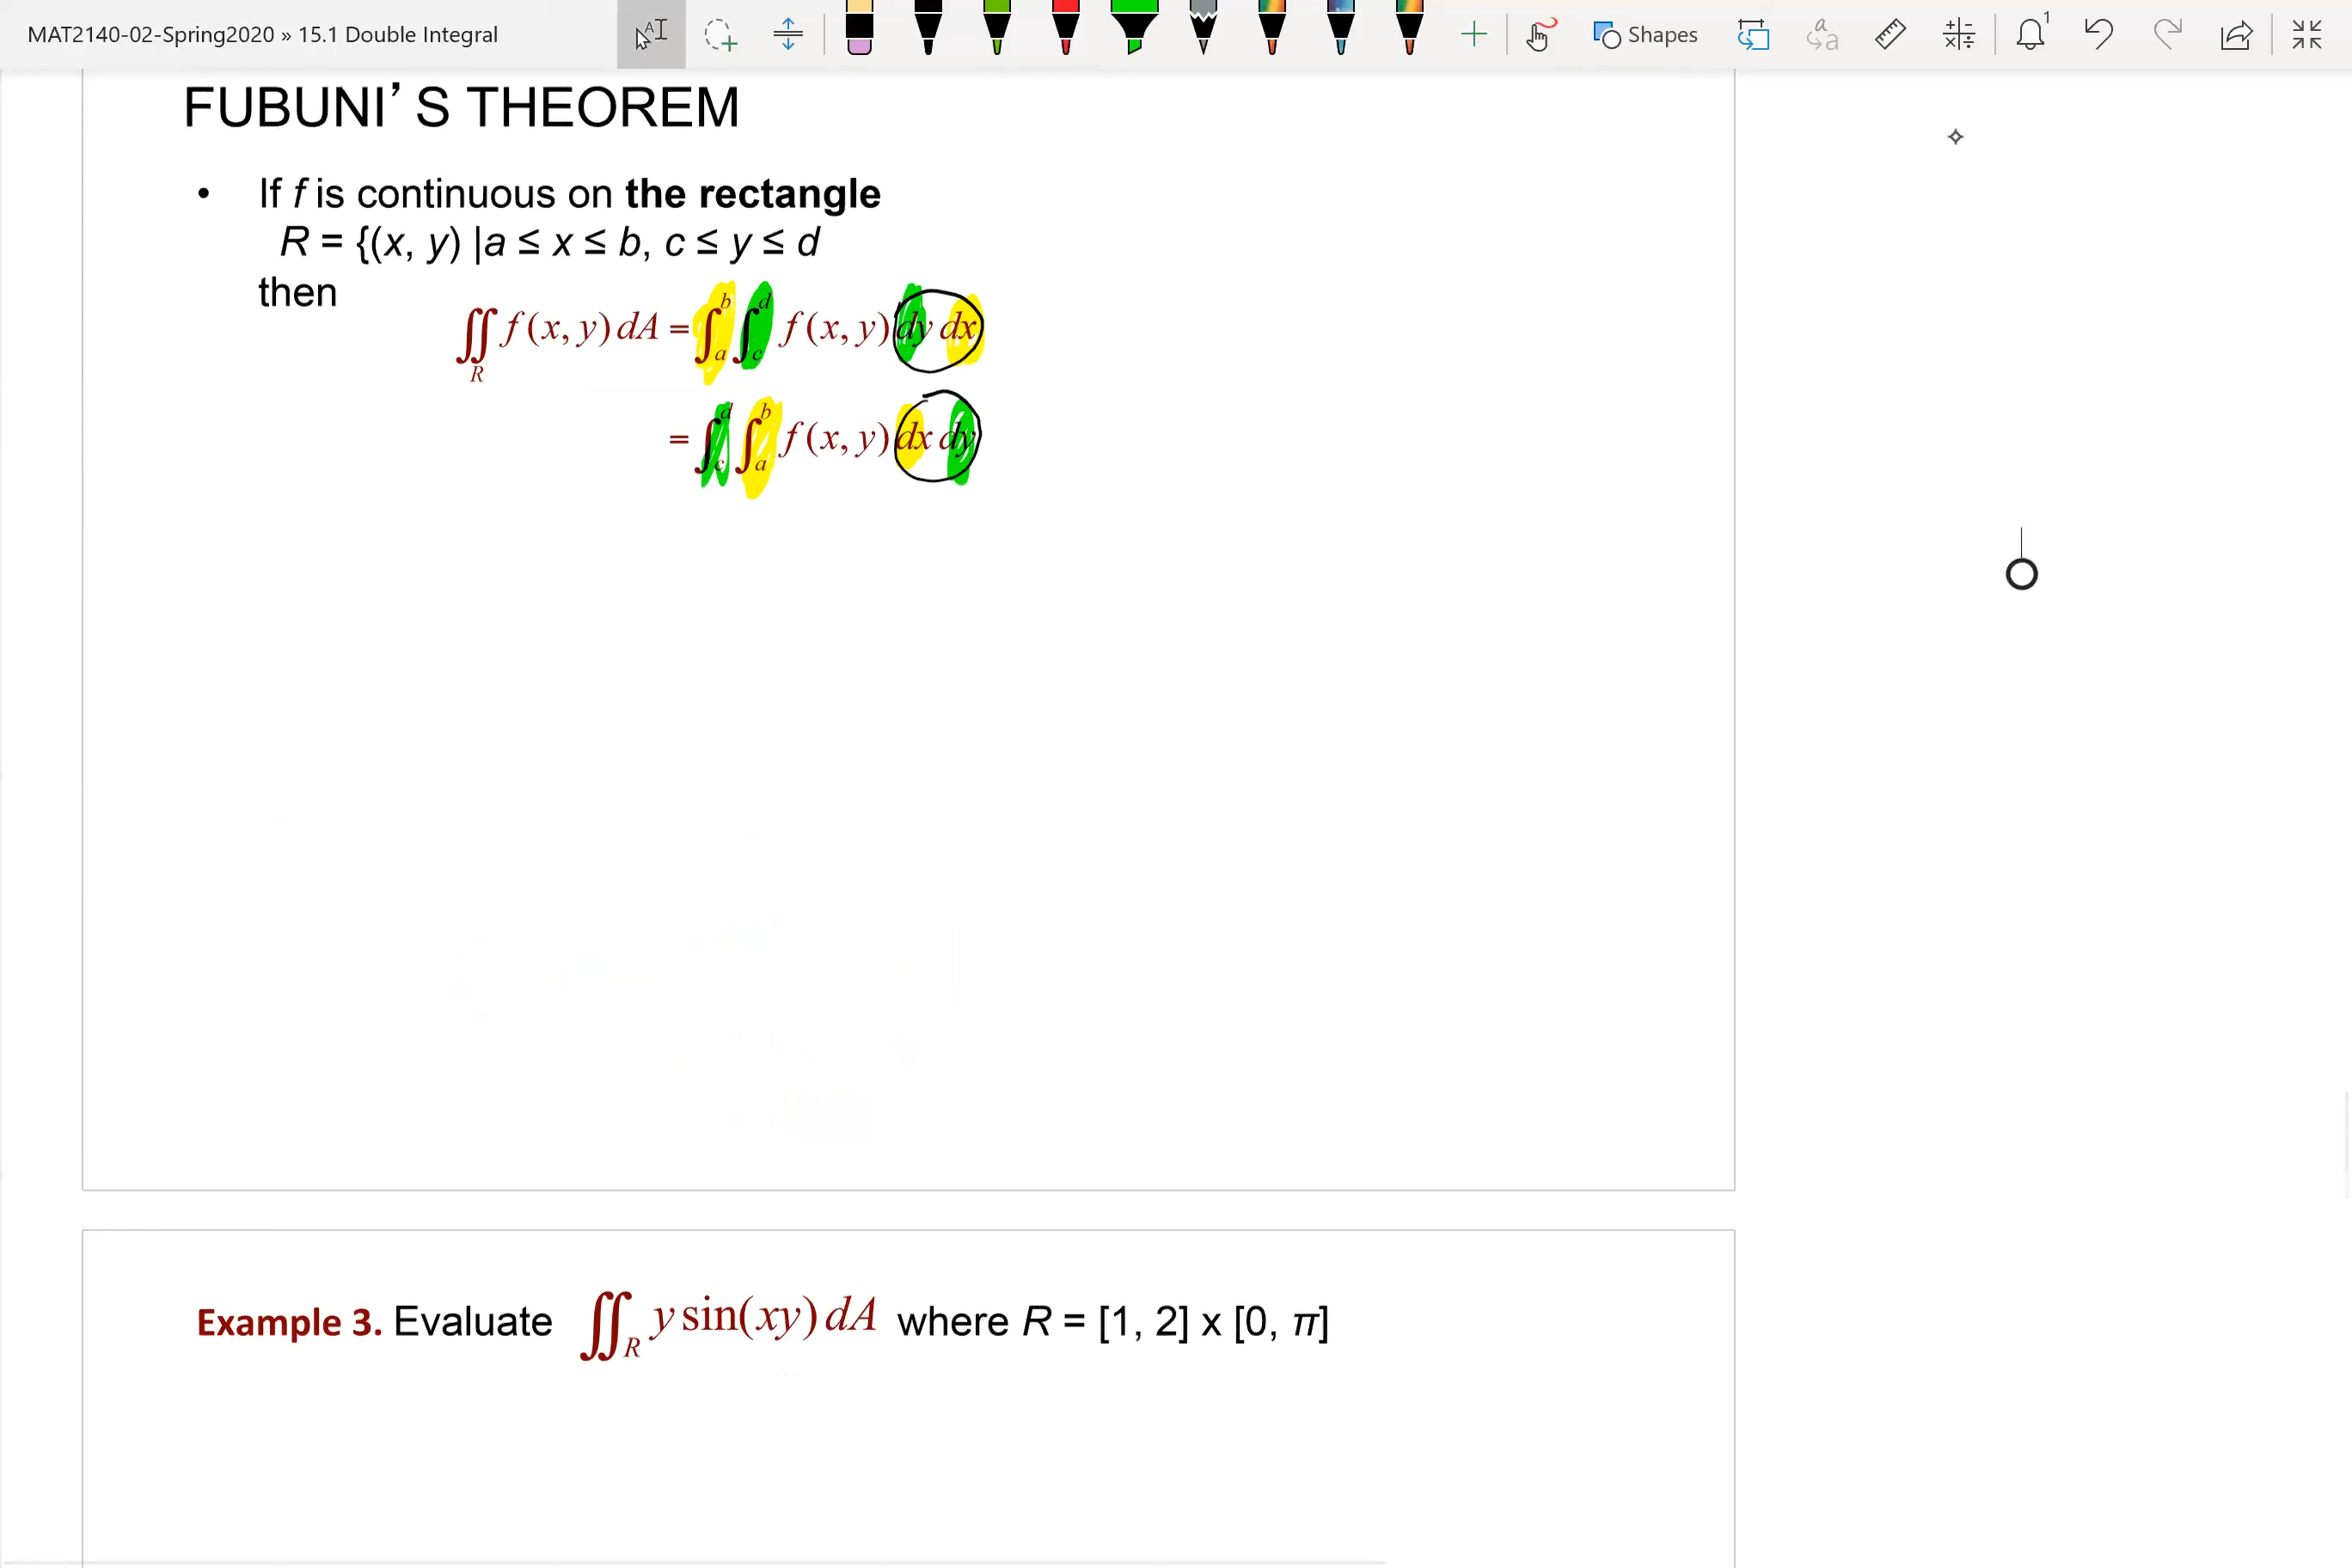 MAT2140-02-Spring2020 » 15.1 Double Integral
Shapes
1
FUBUNI’S THEOREM
• If f is continuous on the rectangle
R = {(x, y) |a ≤ x ≤ b, c ≤ y ≤ d
then
∬_R f(x, y) dA = ∫_a^b ∫_c^d f(x, y) dy dx
= ∫_c^d ∫_a^b f(x, y) dx dy
Example 3. Evaluate ∬_R y sin(xy) dA where R = [1, 2] x [0, π]